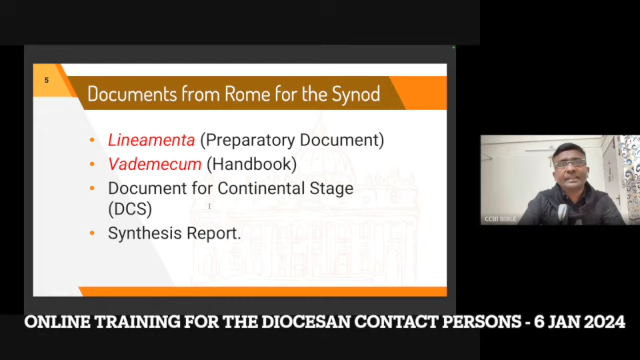 5
Documents from Rome for the Synod
• Lineamenta (Preparatory Document)
• Vademecum (Handbook)
• Document for Continental Stage
(DCS)
• Synthesis Report.
CCBI BIBLE
ONLINE TRAINING FOR THE DIOCESAN CONTACT PERSONS - 6 JAN 2024